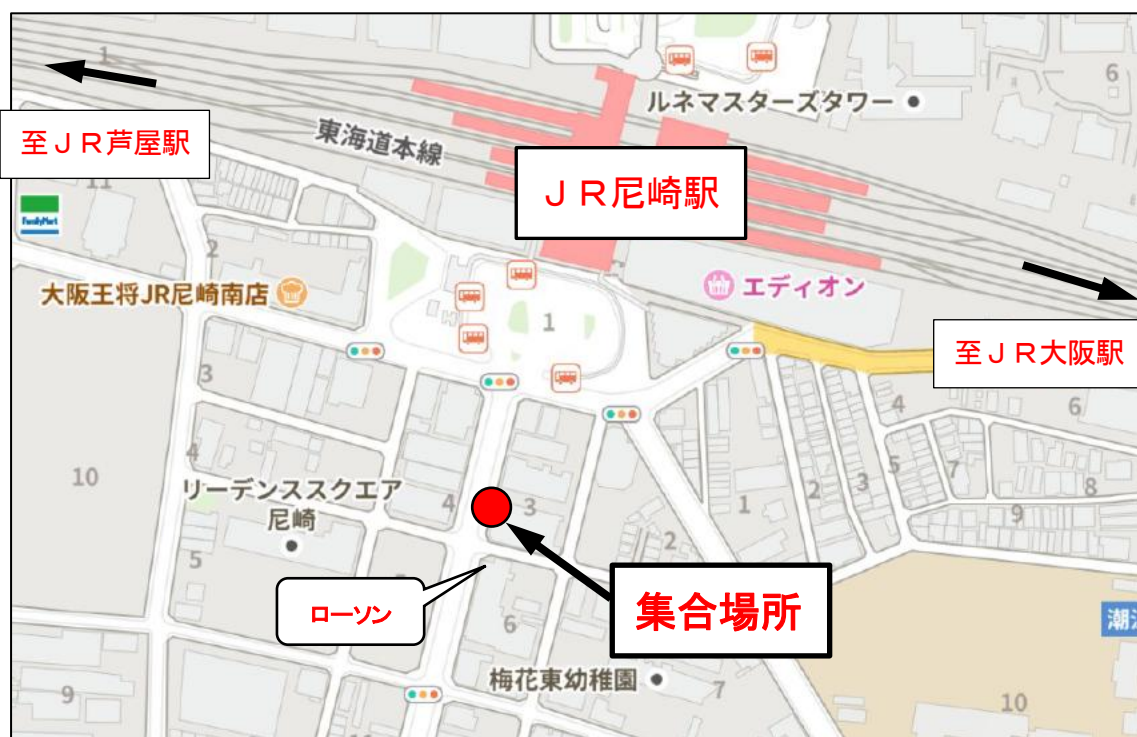 1
6
ルネマスターズタワー
至ＪＲ芦屋駅
東海道本線
ＪＲ尼崎駅
11
FamilyMart
2
大阪王将JR尼崎南店
エディオン
1
至ＪＲ大阪駅
3
4
6
10
4
リーデンススクエア
尼崎
4
3
1
2
3
5
7
8
9
5
2
ローソン
集合場所
6
潮
梅花東幼稚園
7
9
10